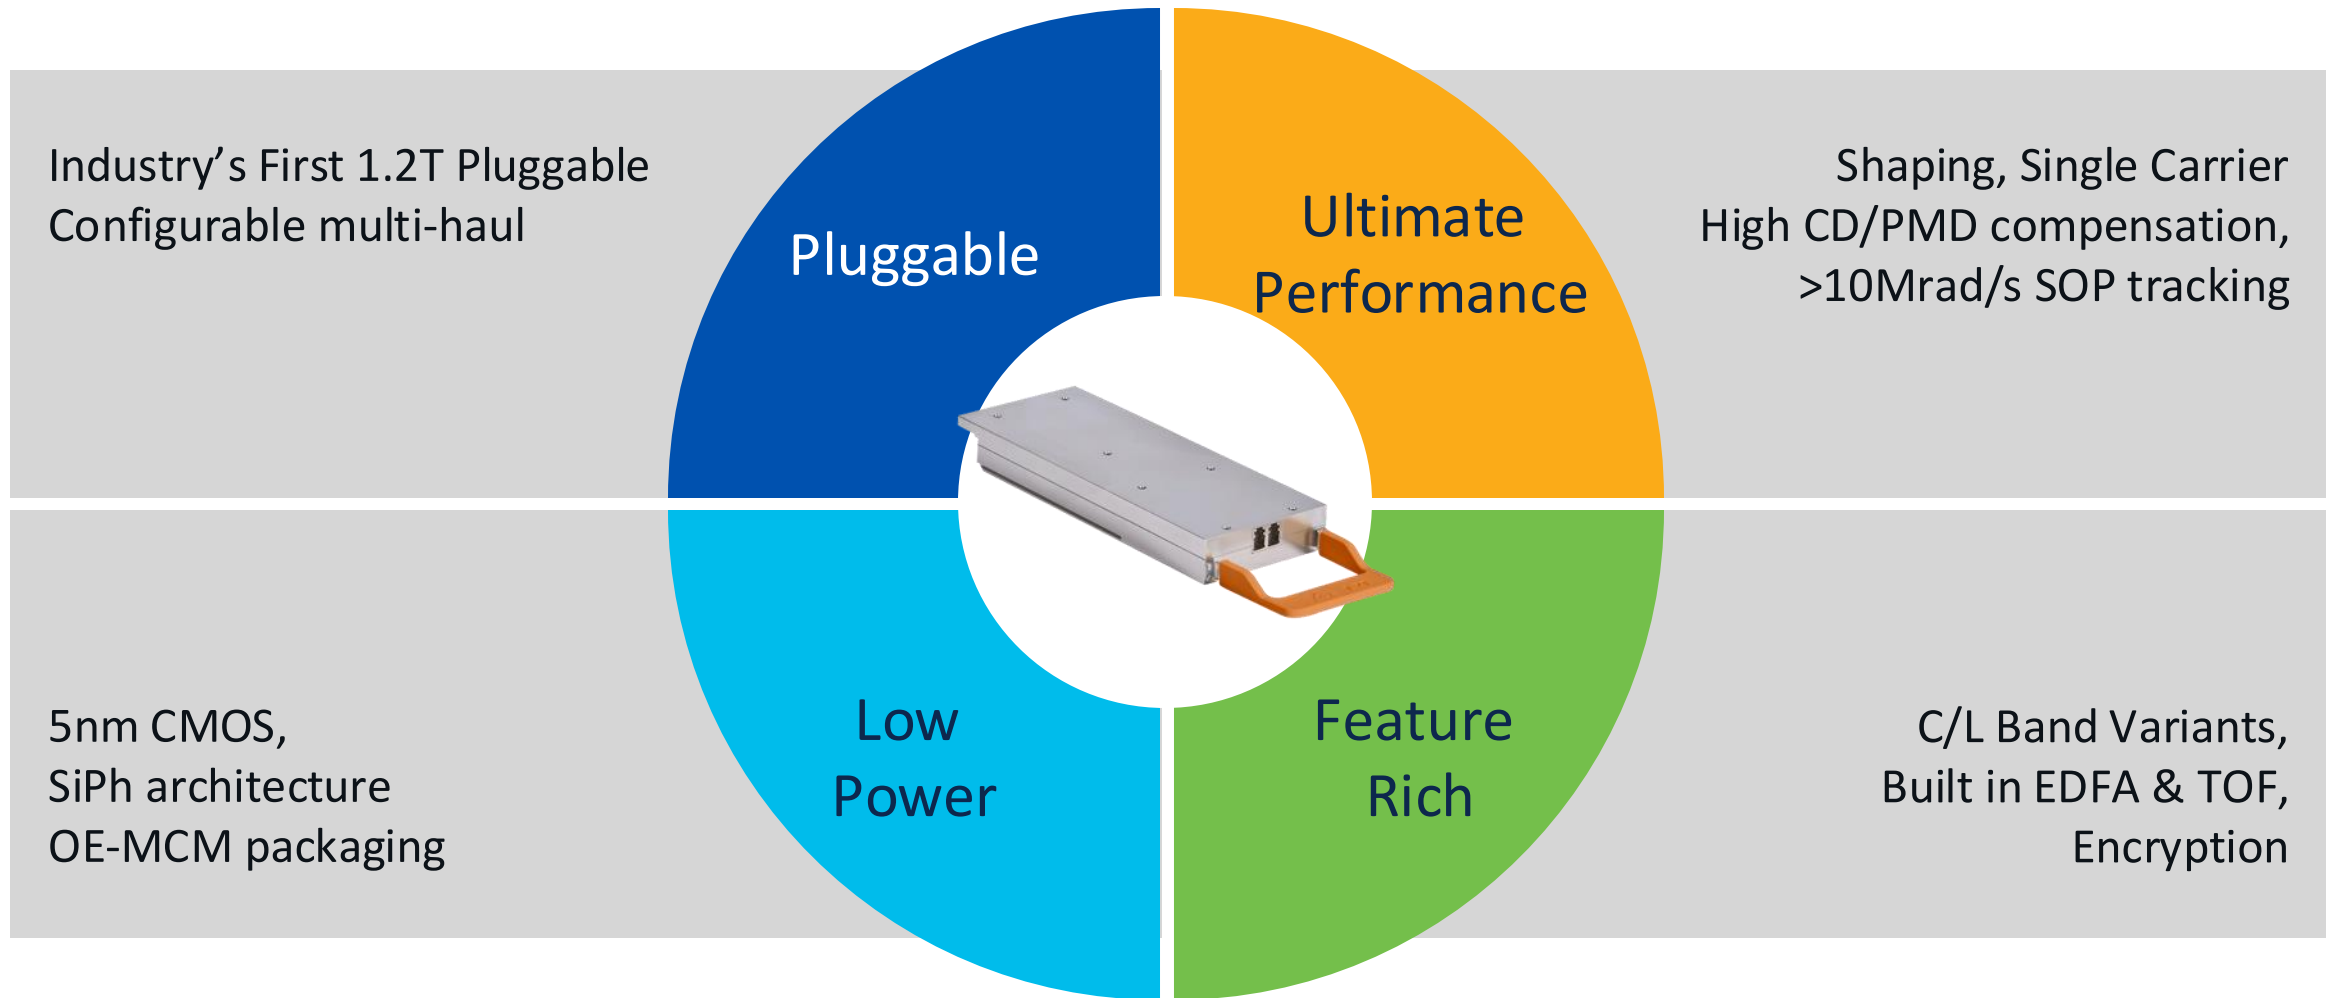 Industry’s First 1.2T Pluggable
Configurable multi-haul
Pluggable
Ultimate
Performance
Shaping, Single Carrier
High CD/PMD compensation,
>10Mrad/s SOP tracking
5nm CMOS,
SiPh architecture
OE-MCM packaging
Low
Power
Feature
Rich
C/L Band Variants,
Built in EDFA & TOF,
Encryption